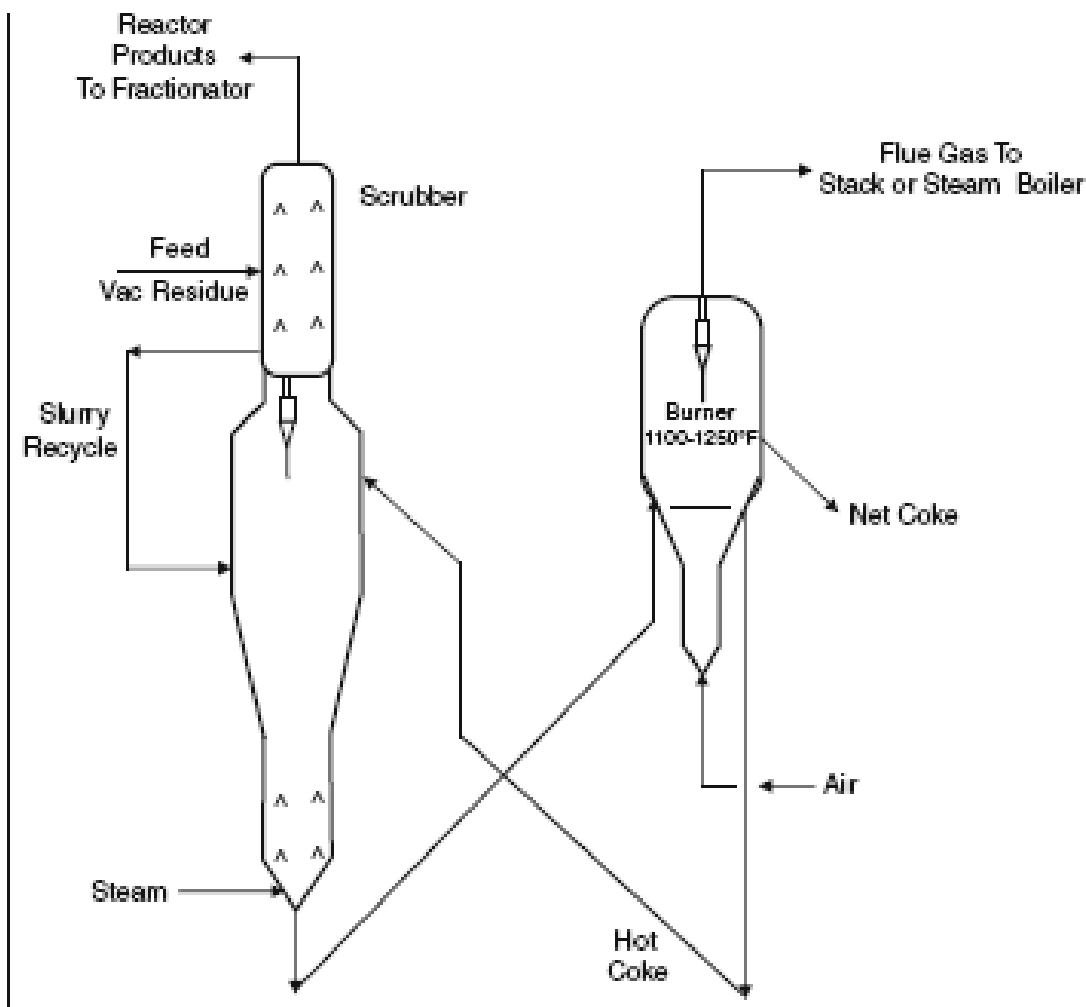 Reactor
Products
To Fractionator
Scrubber
Flue Gas To
Stack or Steam Boiler
Feed
Vac Residue
Slurry
Recycle
Burner
1100-1250°F
Net Coke
Air
Steam
Hot
Coke